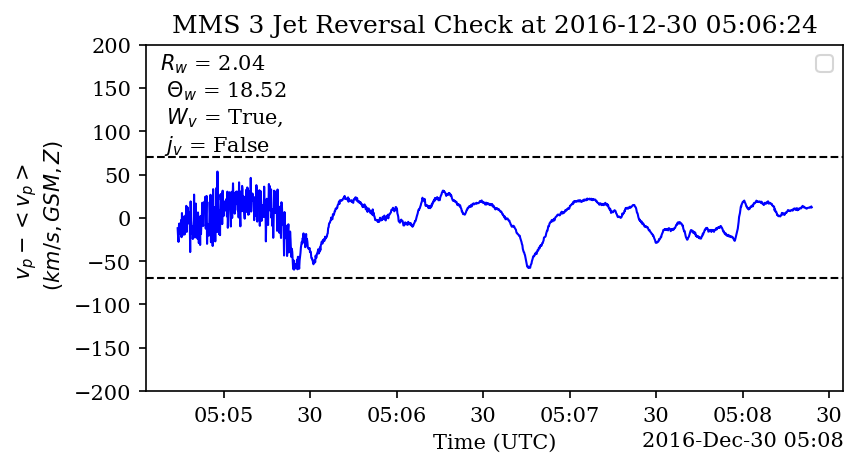 MMS 3 Jet Reversal Check at 2016-12-30 05:06:24
200
150
100
50
0
−50
−100
−150
−200
v_p − < v_p >
(km/s, GSM, Z)
R_w = 2.04
Θ_w = 18.52
W_v = True,
j_v = False
05:05 30 05:06 30 05:07 30 05:08 30
Time (UTC)
2016-Dec-30 05:08